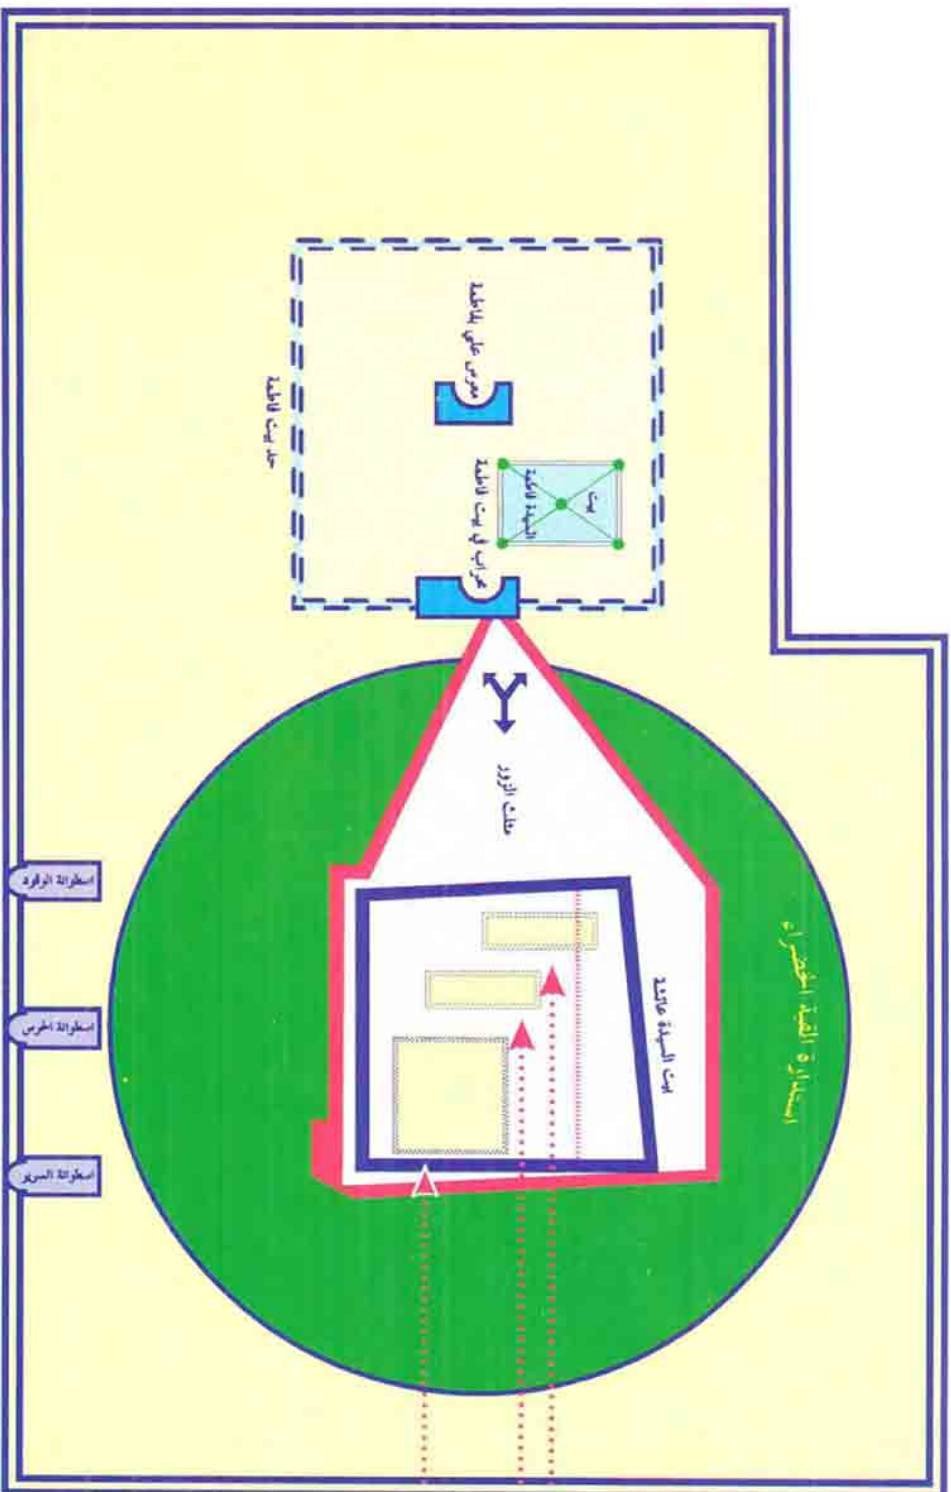 معرس علي بفاطمة
حد بيت فاطمة
محراب في بيت فاطمة
بيت
السيدة فاطمة
مثلث الزور
بيت السيدة عائشة
استدارة القبة الخضراء
اسطوانة الوفود
اسطوانة الحرس
اسطوانة السرير